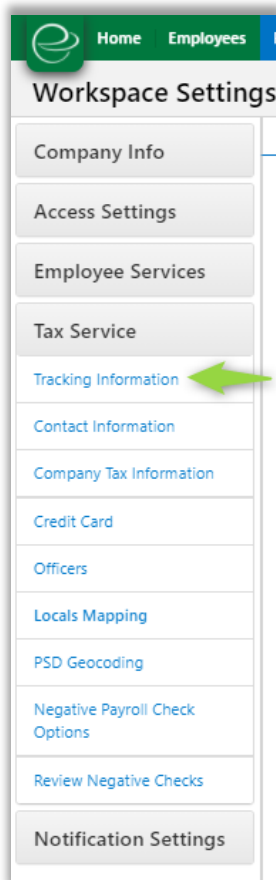 Home Employees
Workspace Settings
Company Info
Access Settings
Employee Services
Tax Service
Tracking Information
Contact Information
Company Tax Information
Credit Card
Officers
Locals Mapping
PSD Geocoding
Negative Payroll Check
Options
Review Negative Checks
Notification Settings